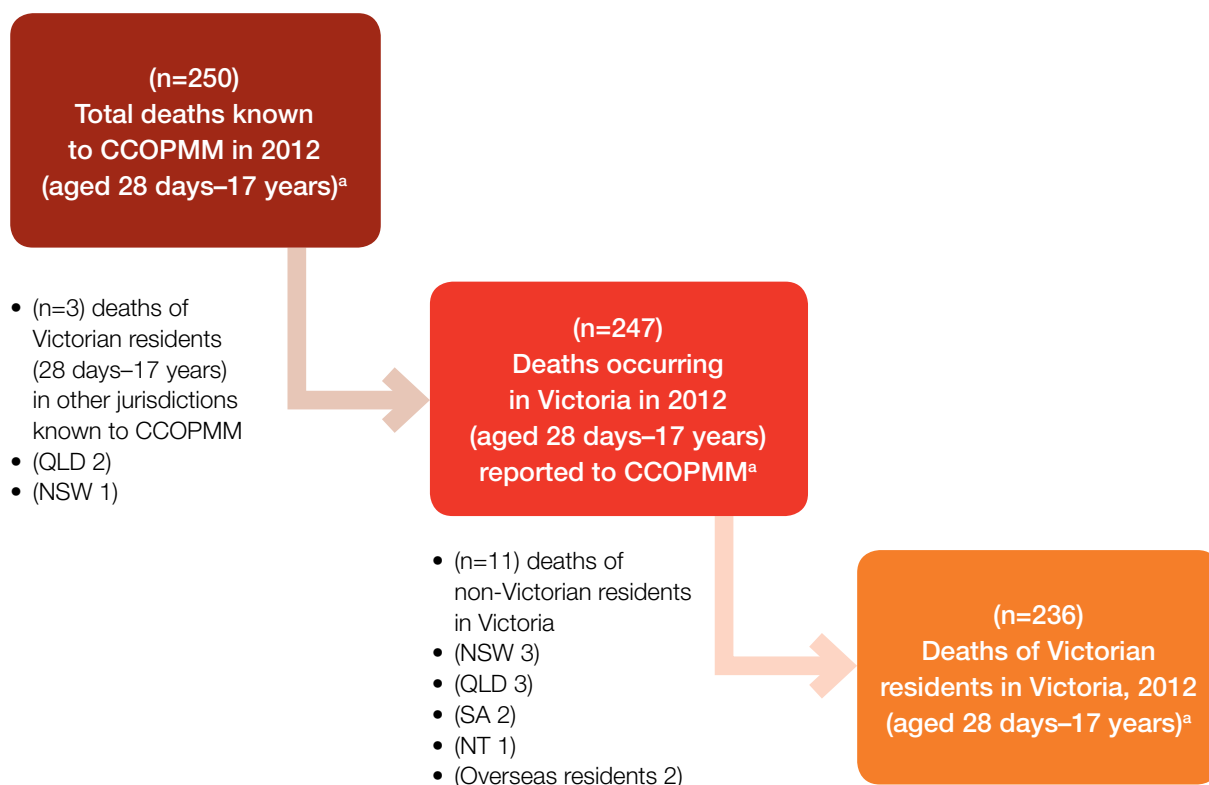 (n=250)
Total deaths known
to CCOPMM in 2012
(aged 28 days–17 years)ᵃ
• (n=3) deaths of
Victorian residents
(28 days–17 years)
in other jurisdictions
known to CCOPMM
• (QLD 2)
• (NSW 1)
(n=247)
Deaths occurring
in Victoria in 2012
(aged 28 days–17 years)
reported to CCOPMMᵃ
• (n=11) deaths of
non-Victorian residents
in Victoria
• (NSW 3)
• (QLD 3)
• (SA 2)
• (NT 1)
• (Overseas residents 2)
(n=236)
Deaths of Victorian
residents in Victoria, 2012
(aged 28 days–17 years)ᵃ